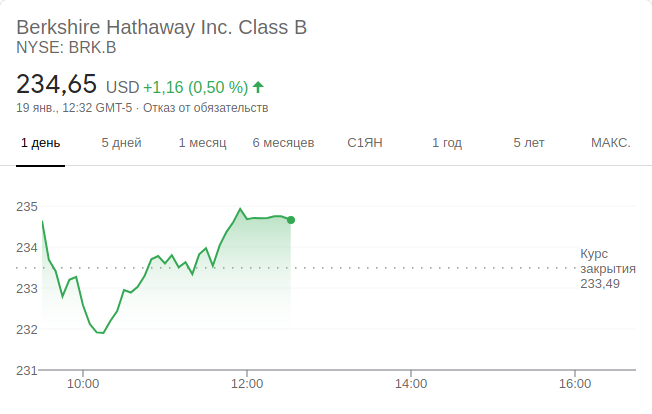 Berkshire Hathaway Inc. Class B
NYSE: BRK.B
234,65 USD +1,16 (0,50 %)
19 янв., 12:32 GMT-5 · Отказ от обязательств
1 день 5 дней 1 месяц 6 месяцев С1ЯН 1 год 5 лет МАКС.
235
234
233
232
231
Курс
закрытия
233,49
10:00 12:00 14:00 16:00